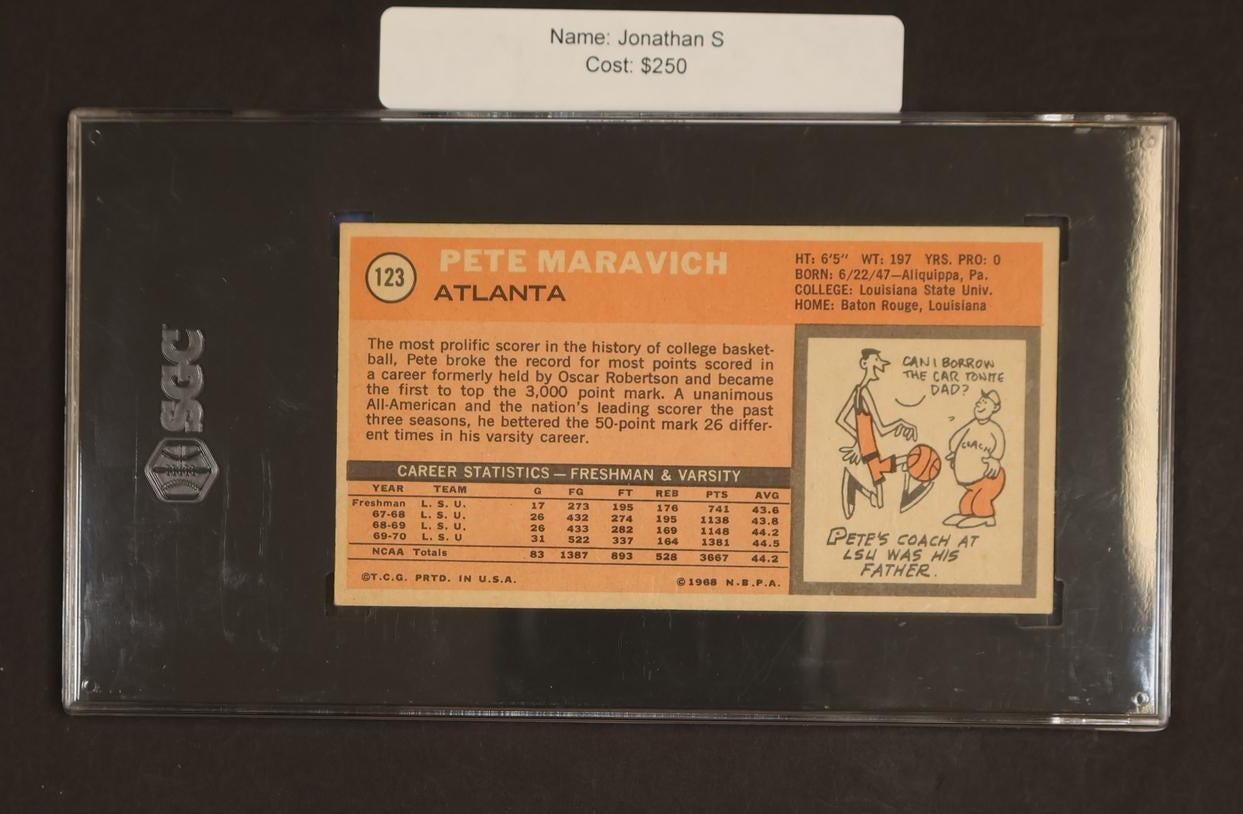 Name: Jonathan S
Cost: $250
SGC
123
PETE MARAVICH
ATLANTA
HT: 6'5" WT: 197 YRS. PRO: 0
BORN: 6/22/47—Aliquippa, Pa.
COLLEGE: Louisiana State Univ.
HOME: Baton Rouge, Louisiana
The most prolific scorer in the history of college basket-
ball, Pete broke the record for most points scored in
a career formerly held by Oscar Robertson and became
the first to top the 3,000 point mark. A unanimous
All-American and the nation's leading scorer the past
three seasons, he bettered the 50-point mark 26 differ-
ent times in his varsity career.
CAREER STATISTICS — FRESHMAN & VARSITY
YEAR TEAM G FG FT REB PTS AVG
Freshman L. S. U. 17 273 195 176 741 43.6
67-68 L. S. U. 26 432 274 195 1138 43.8
68-69 L. S. U. 26 433 282 169 1148 44.2
69-70 L. S. U 31 522 337 164 1381 44.5
NCAA Totals 83 1387 893 528 3667 44.2
©T.C.G. PRTD. IN U.S.A. ©1968 N.B.P.A.
CAN I BORROW
THE CAR TONITE
DAD?
?
COACH
PETE'S COACH AT
LSU WAS HIS
FATHER.